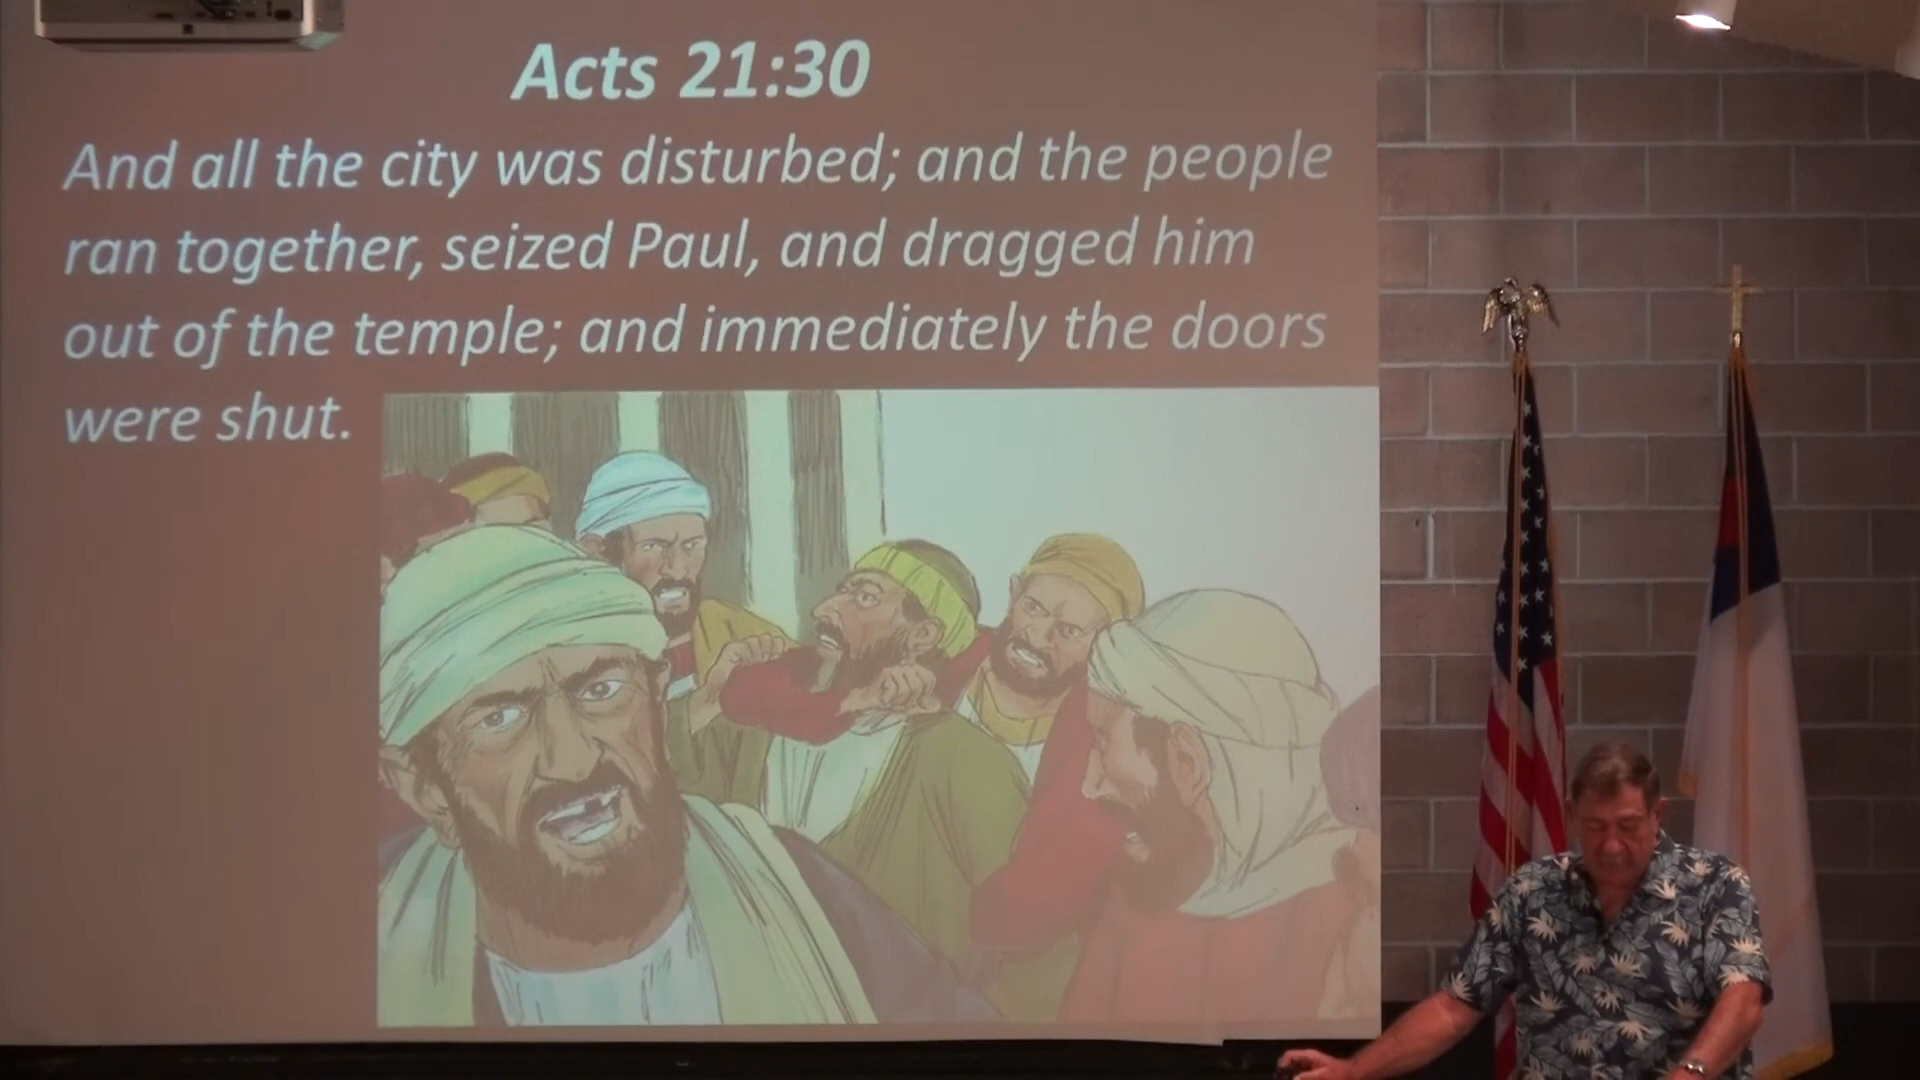 Acts 21:30
And all the city was disturbed; and the people
ran together, seized Paul, and dragged him
out of the temple; and immediately the doors
were shut.